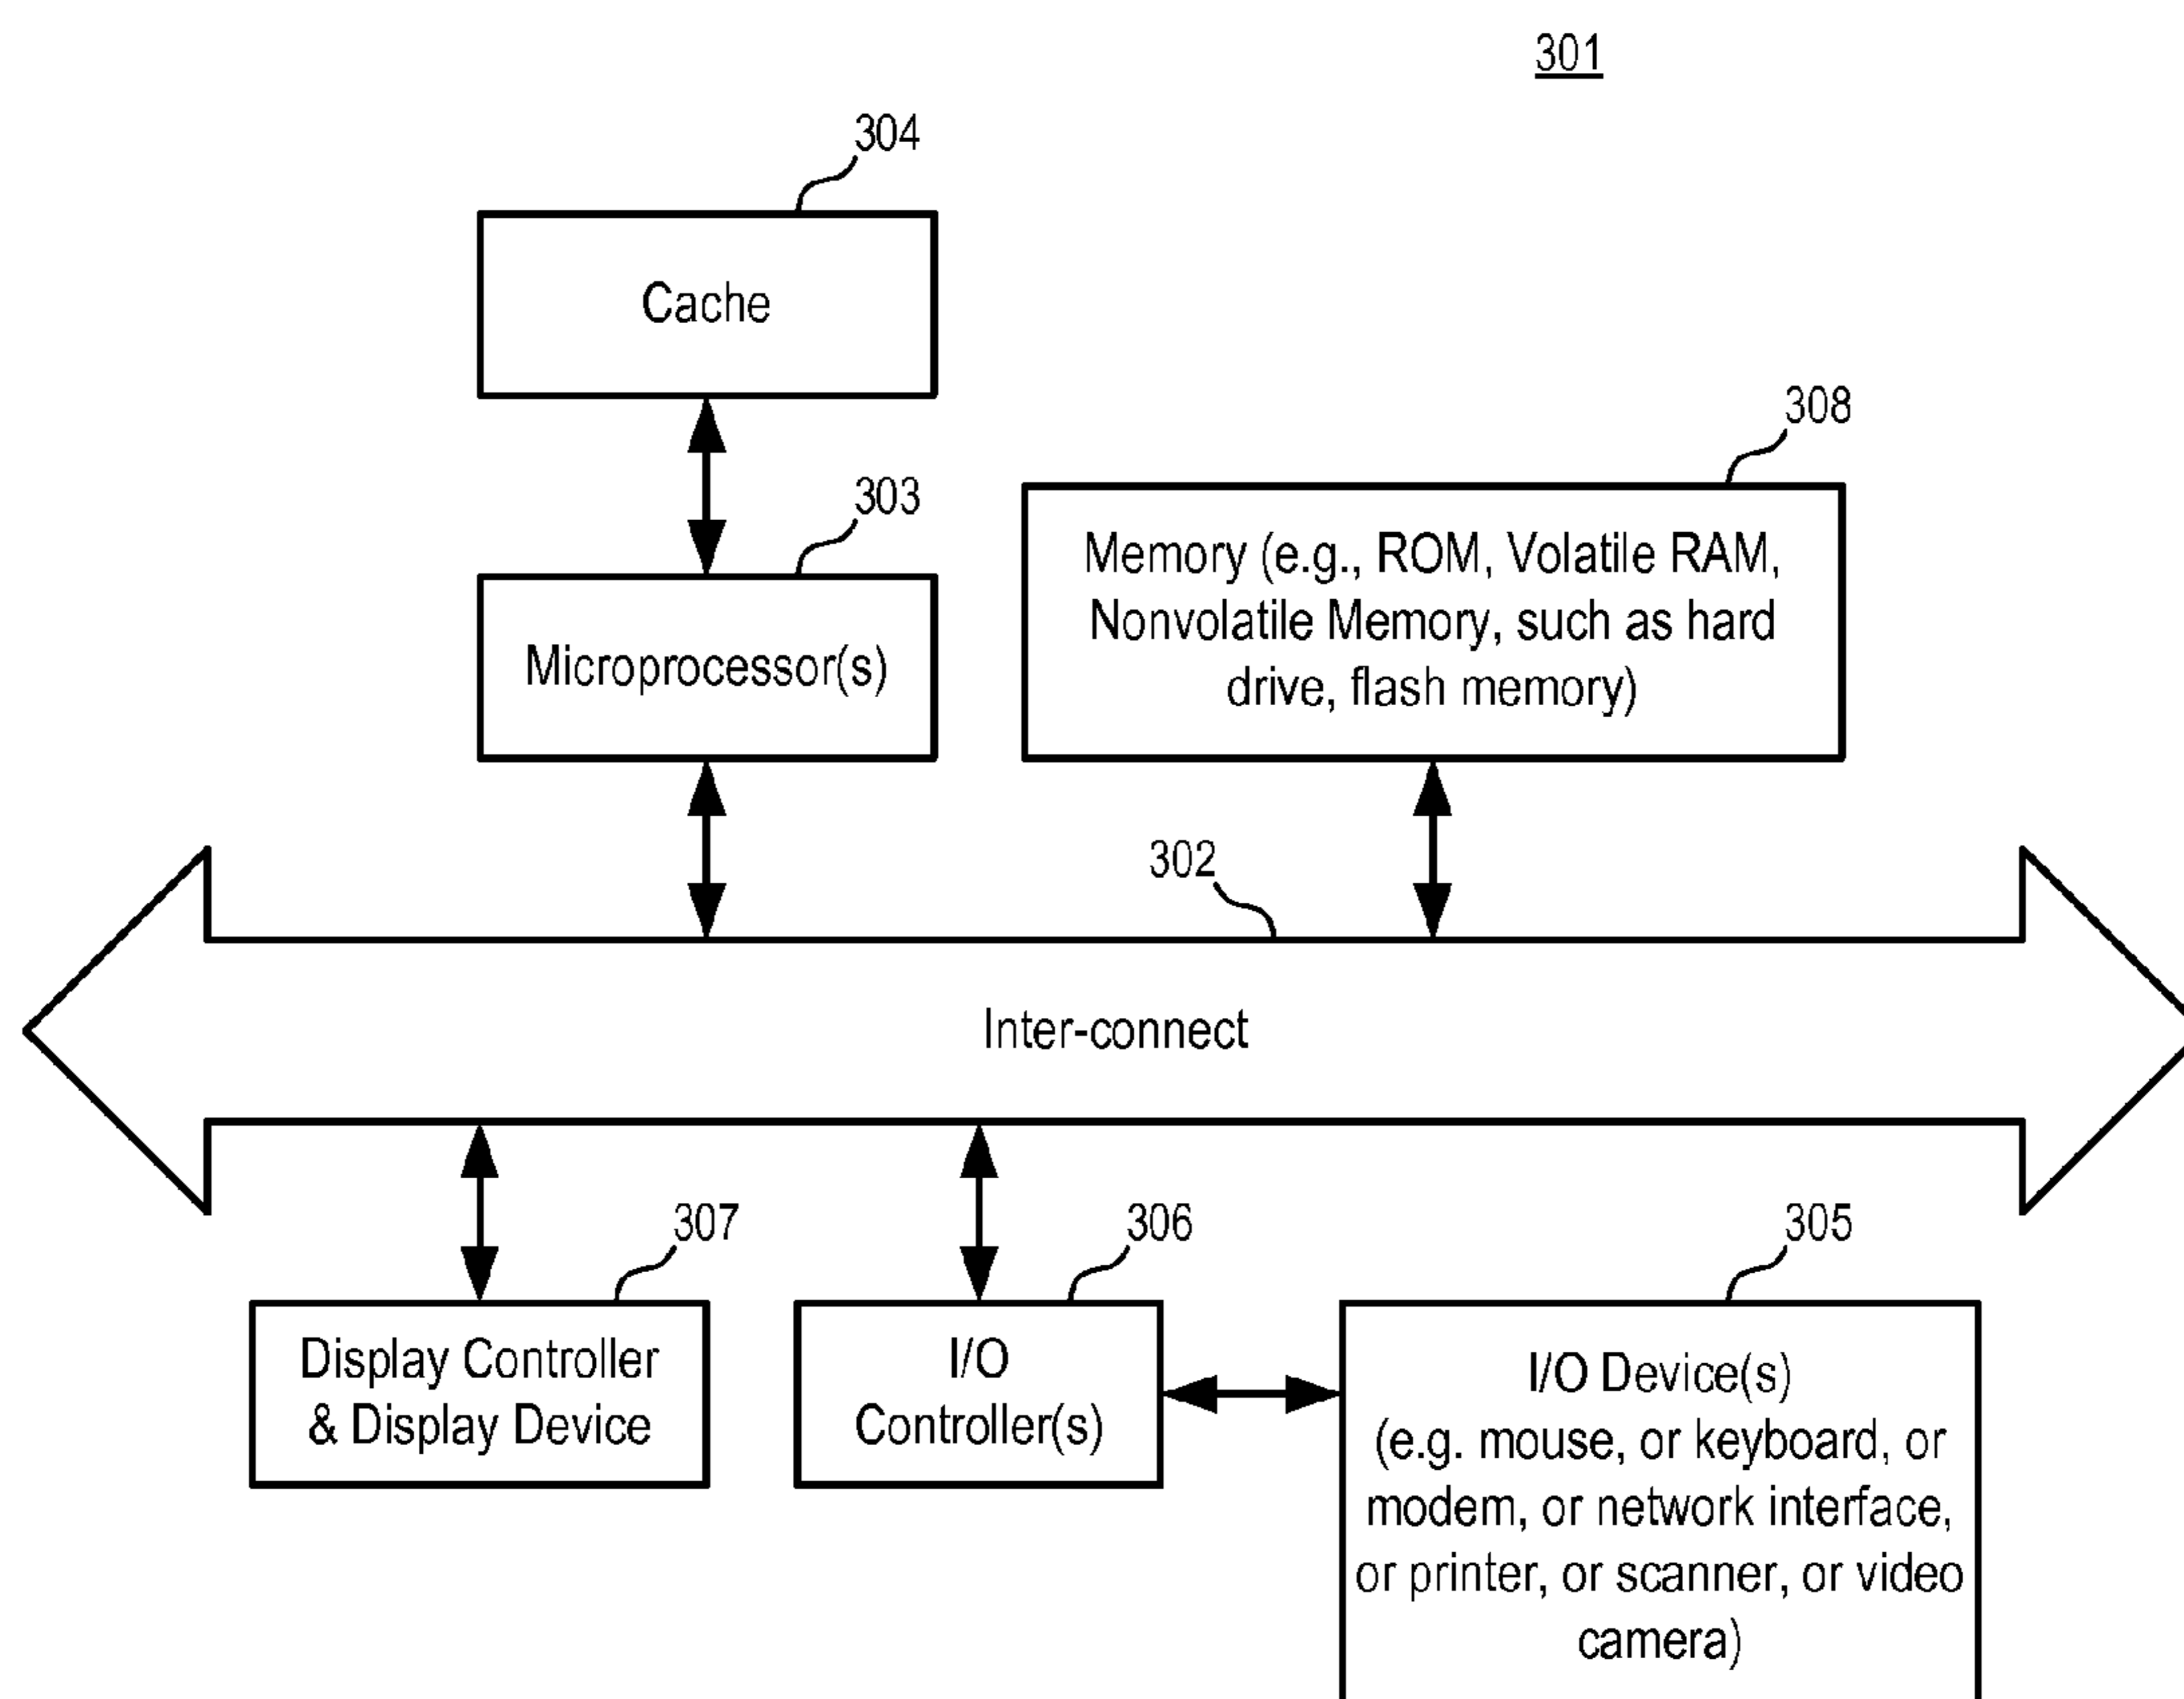 301
304
Cache
303
Microprocessor(s)
308
Memory (e.g., ROM, Volatile RAM,
Nonvolatile Memory, such as hard
drive, flash memory)
302
Inter-connect
307
Display Controller
& Display Device
306
I/O
Controller(s)
305
I/O Device(s)
(e.g. mouse, or keyboard, or
modem, or network interface,
or printer, or scanner, or video
camera)